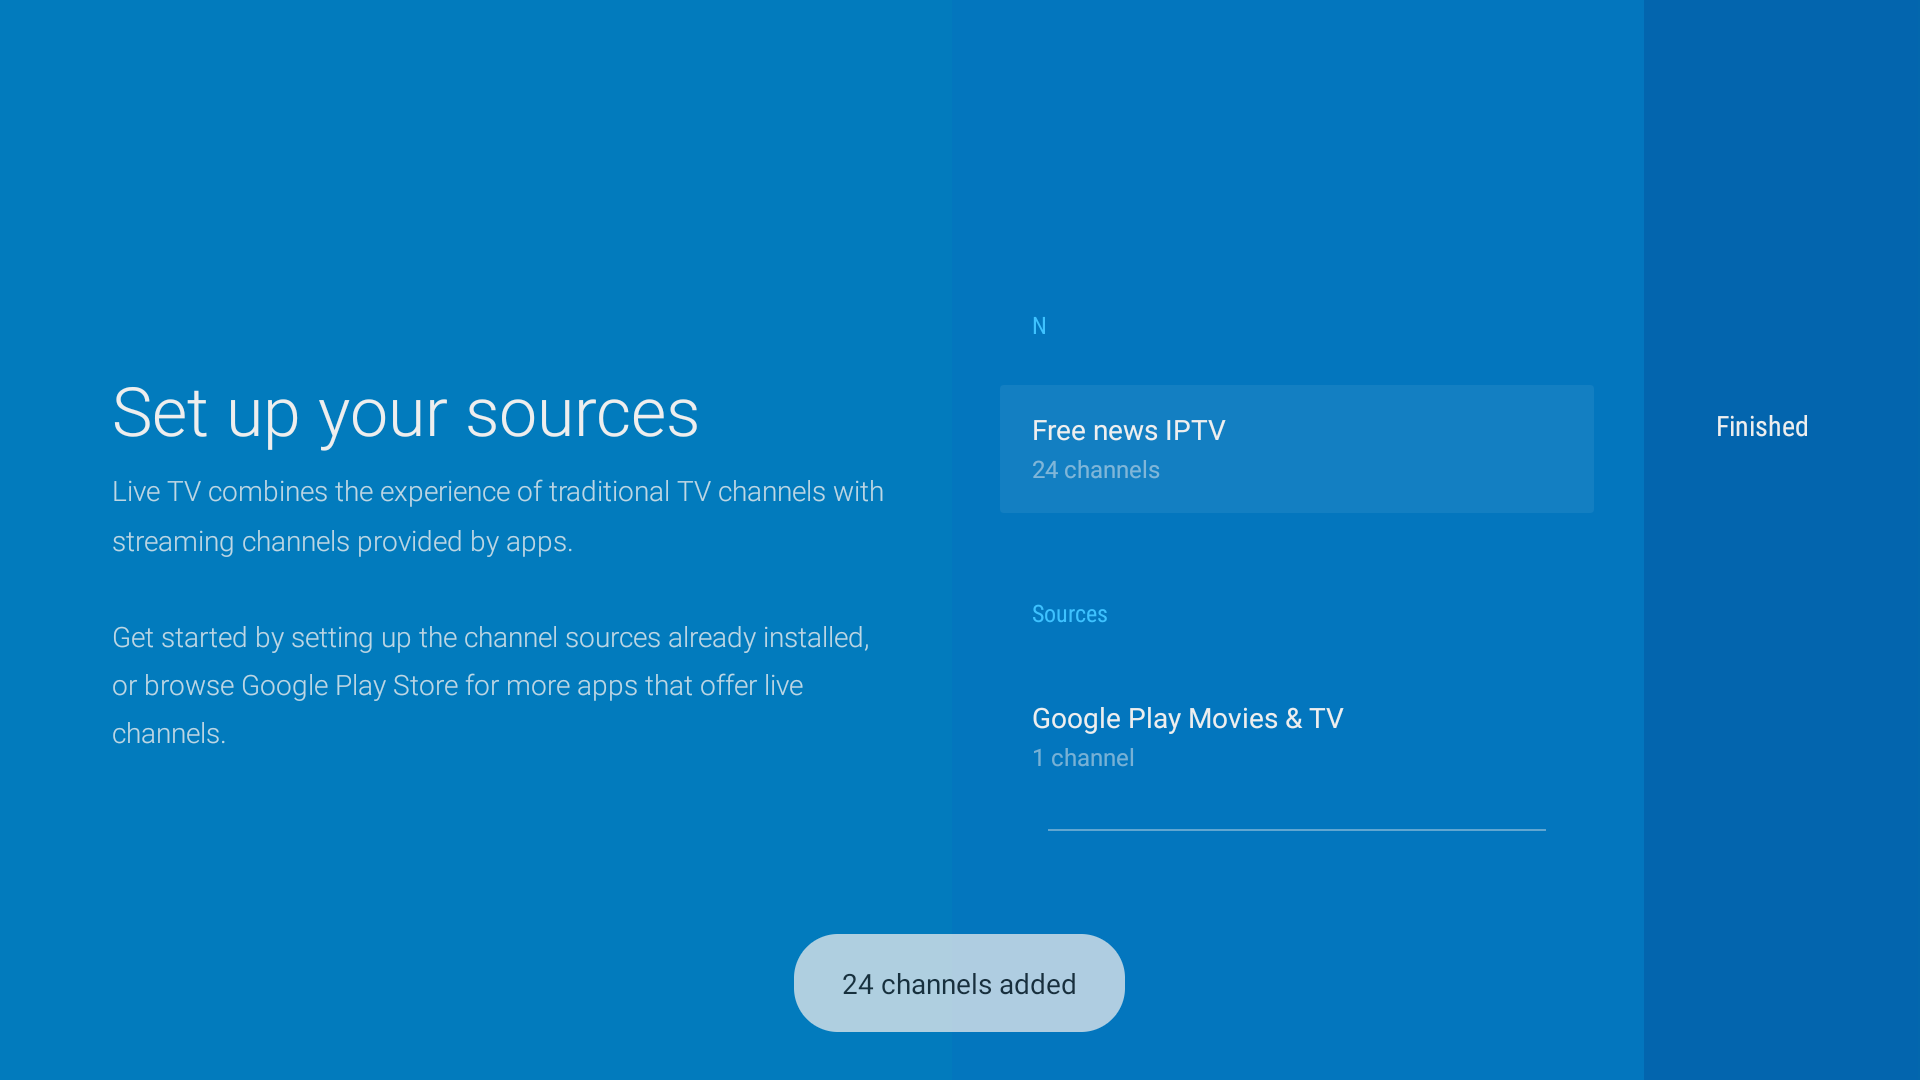 Set up your sources
Live TV combines the experience of traditional TV channels with
streaming channels provided by apps.
Get started by setting up the channel sources already installed,
or browse Google Play Store for more apps that offer live
channels.
N
Free news IPTV
24 channels
Sources
Google Play Movies & TV
1 channel
Finished
24 channels added